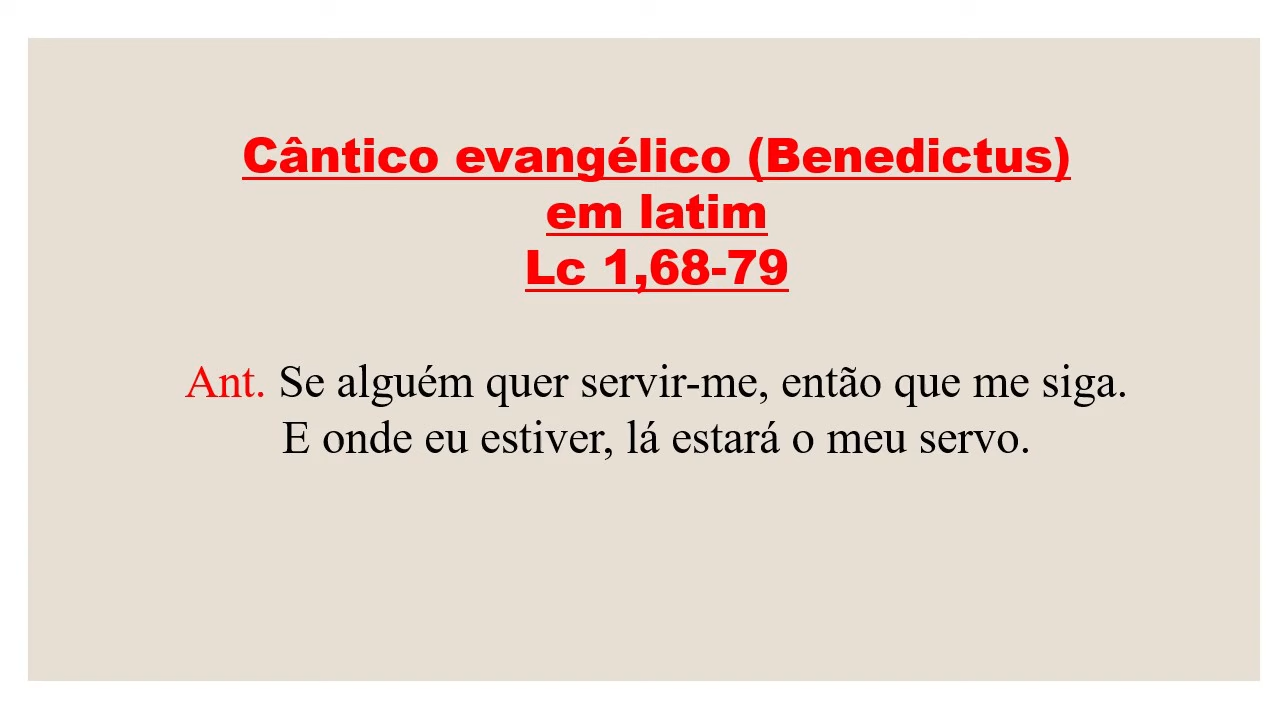 Cântico evangélico (Benedictus)
em latim
Lc 1,68-79
Ant. Se alguém quer servir-me, então que me siga.
E onde eu estiver, lá estará o meu servo.